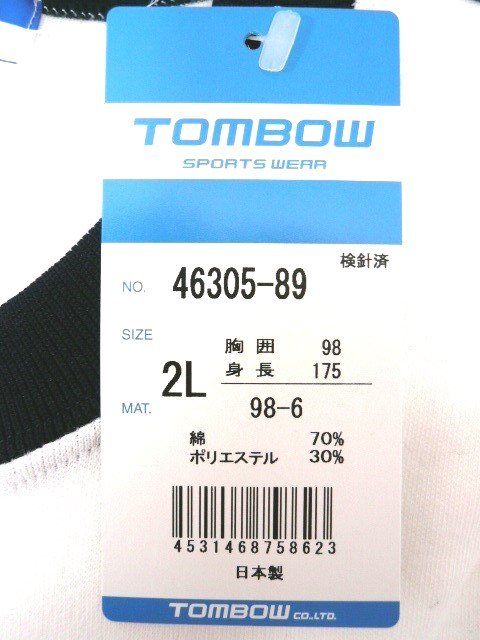 TOMBOW
SPORTS WEAR
検針済
NO. 46305-89
SIZE
胸囲 98
2L 身長 175
MAT. 98-6
綿 70%
ポリエステル 30%
4531468758623
日本製
TOMBOW CO.LTD.